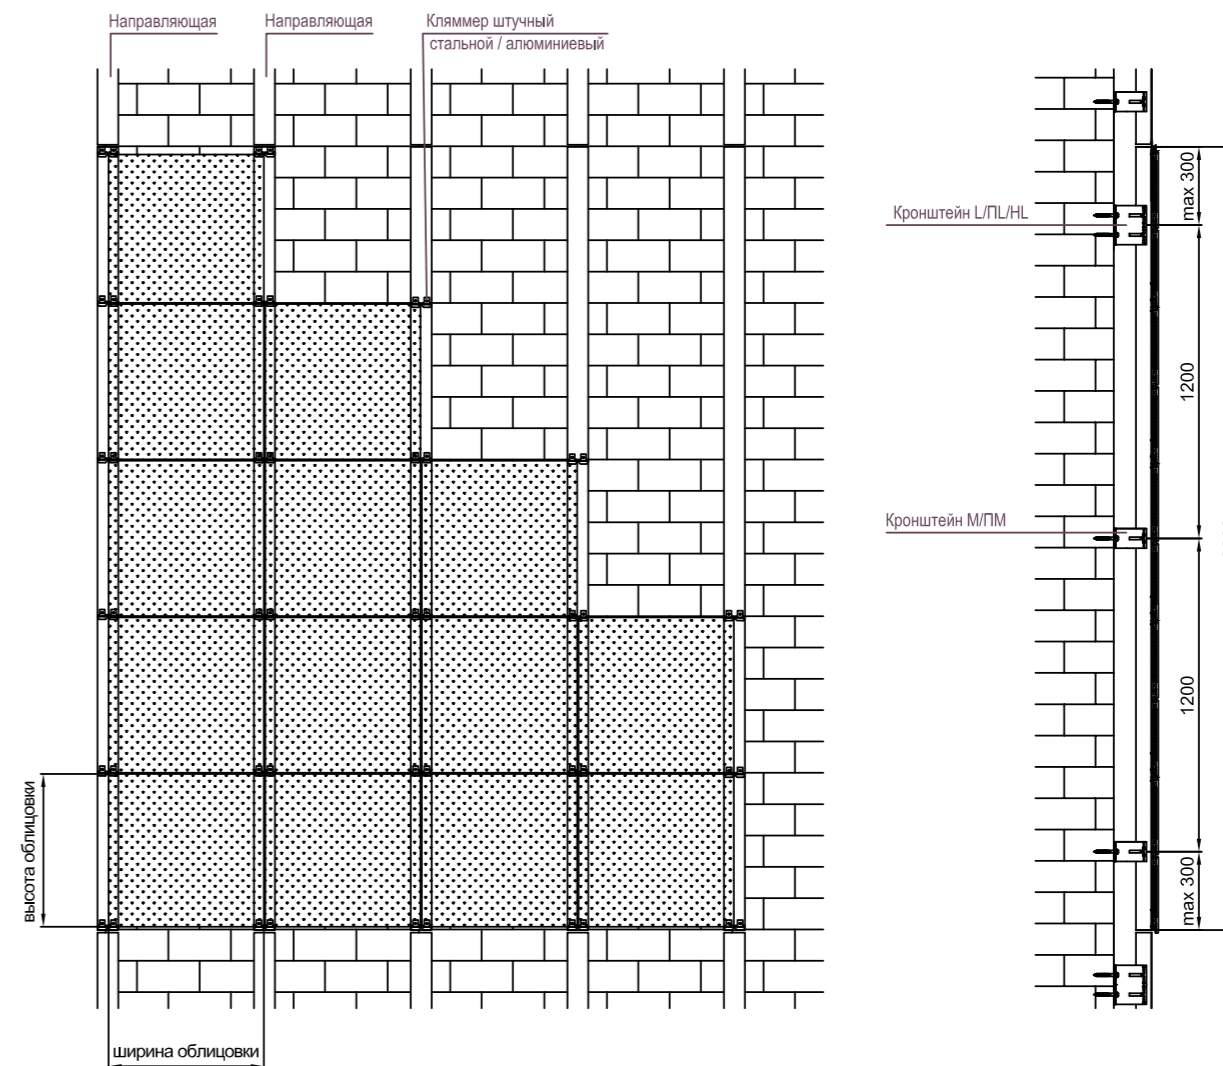 Направляющая
Направляющая
Кляммер штучный
стальной / алюминиевый
max 300
Кронштейн L/ПL/HL
1200
Кронштейн М/ПМ
1200
высота облицовки
max 300
ширина облицовки